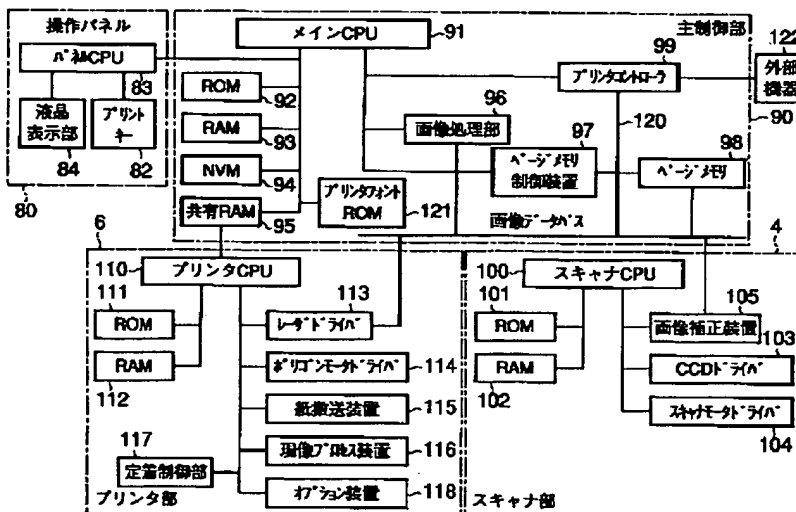 操作パネル
パネルCPU
83
液晶
表示部
84
プリント
キー
82
80
主制御部
メインCPU
91
ROM
92
RAM
93
NVM
94
共有RAM
95
プリンタフォント
ROM
121
画像処理部
96
ページメモリ
制御装置
97
ページメモリ
98
プリンタコントローラ
99
120
画像データバス
外部
機器
122
90
6
110
プリンタCPU
111
ROM
RAM
112
レーザドライバ
113
ポリゴンモータドライバ
114
紙搬送装置
115
現像プロセス装置
116
117
定着制御部
オプション装置
118
プリンタ部
4
100
スキャナCPU
101
ROM
RAM
102
105
画像補正装置
103
CCDドライバ
スキャナモータドライバ
104
スキャナ部